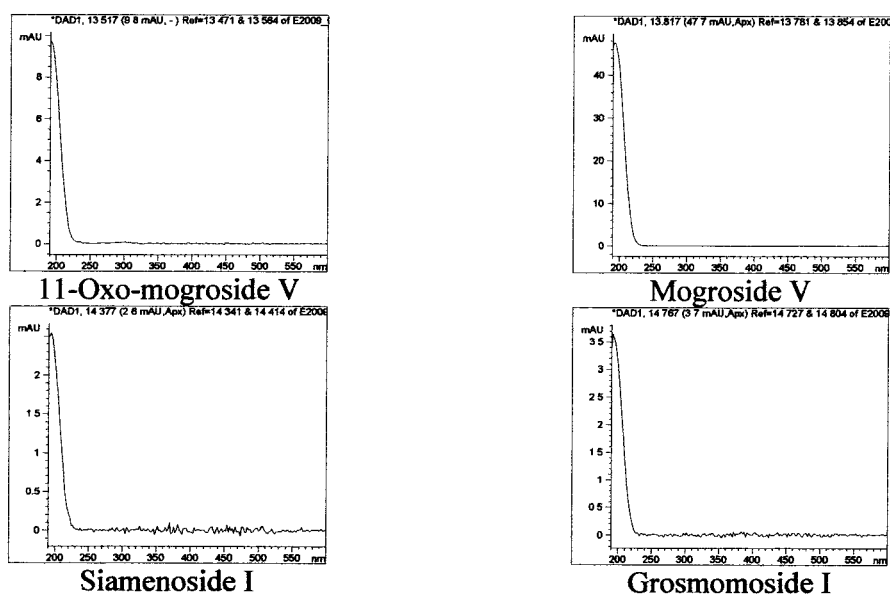 *DAD1, 13 517 (9 8 mAU, - ) Ref=13 471 & 13 584 of E2009_
mAU
8
6
4
2
0
200 250 300 350 400 450 500 550 nm
11-Oxo-mogroside V
*DAD1, 13.817 (47 7 mAU,Apx) Ref=13 781 & 13 854 of E200
mAU
40
30
20
10
0
200 250 300 350 400 450 500 550 nm
Mogroside V
*DAD1, 14 377 (2 6 mAU,Apx) Ref=14 341 & 14 414 of E2009
mAU
2
1 5
1
0.5
0
200 250 300 350 400 450 500 550 nm
Siamenoside I
*DAD1, 14 767 (3 7 mAU,Apx) Ref=14 727 & 14 804 of E2009
mAU
3.5
3
2 5
2
1 5
1
0.5
0
200 250 300 350 400 450 500 550 nm
Grosmomoside I